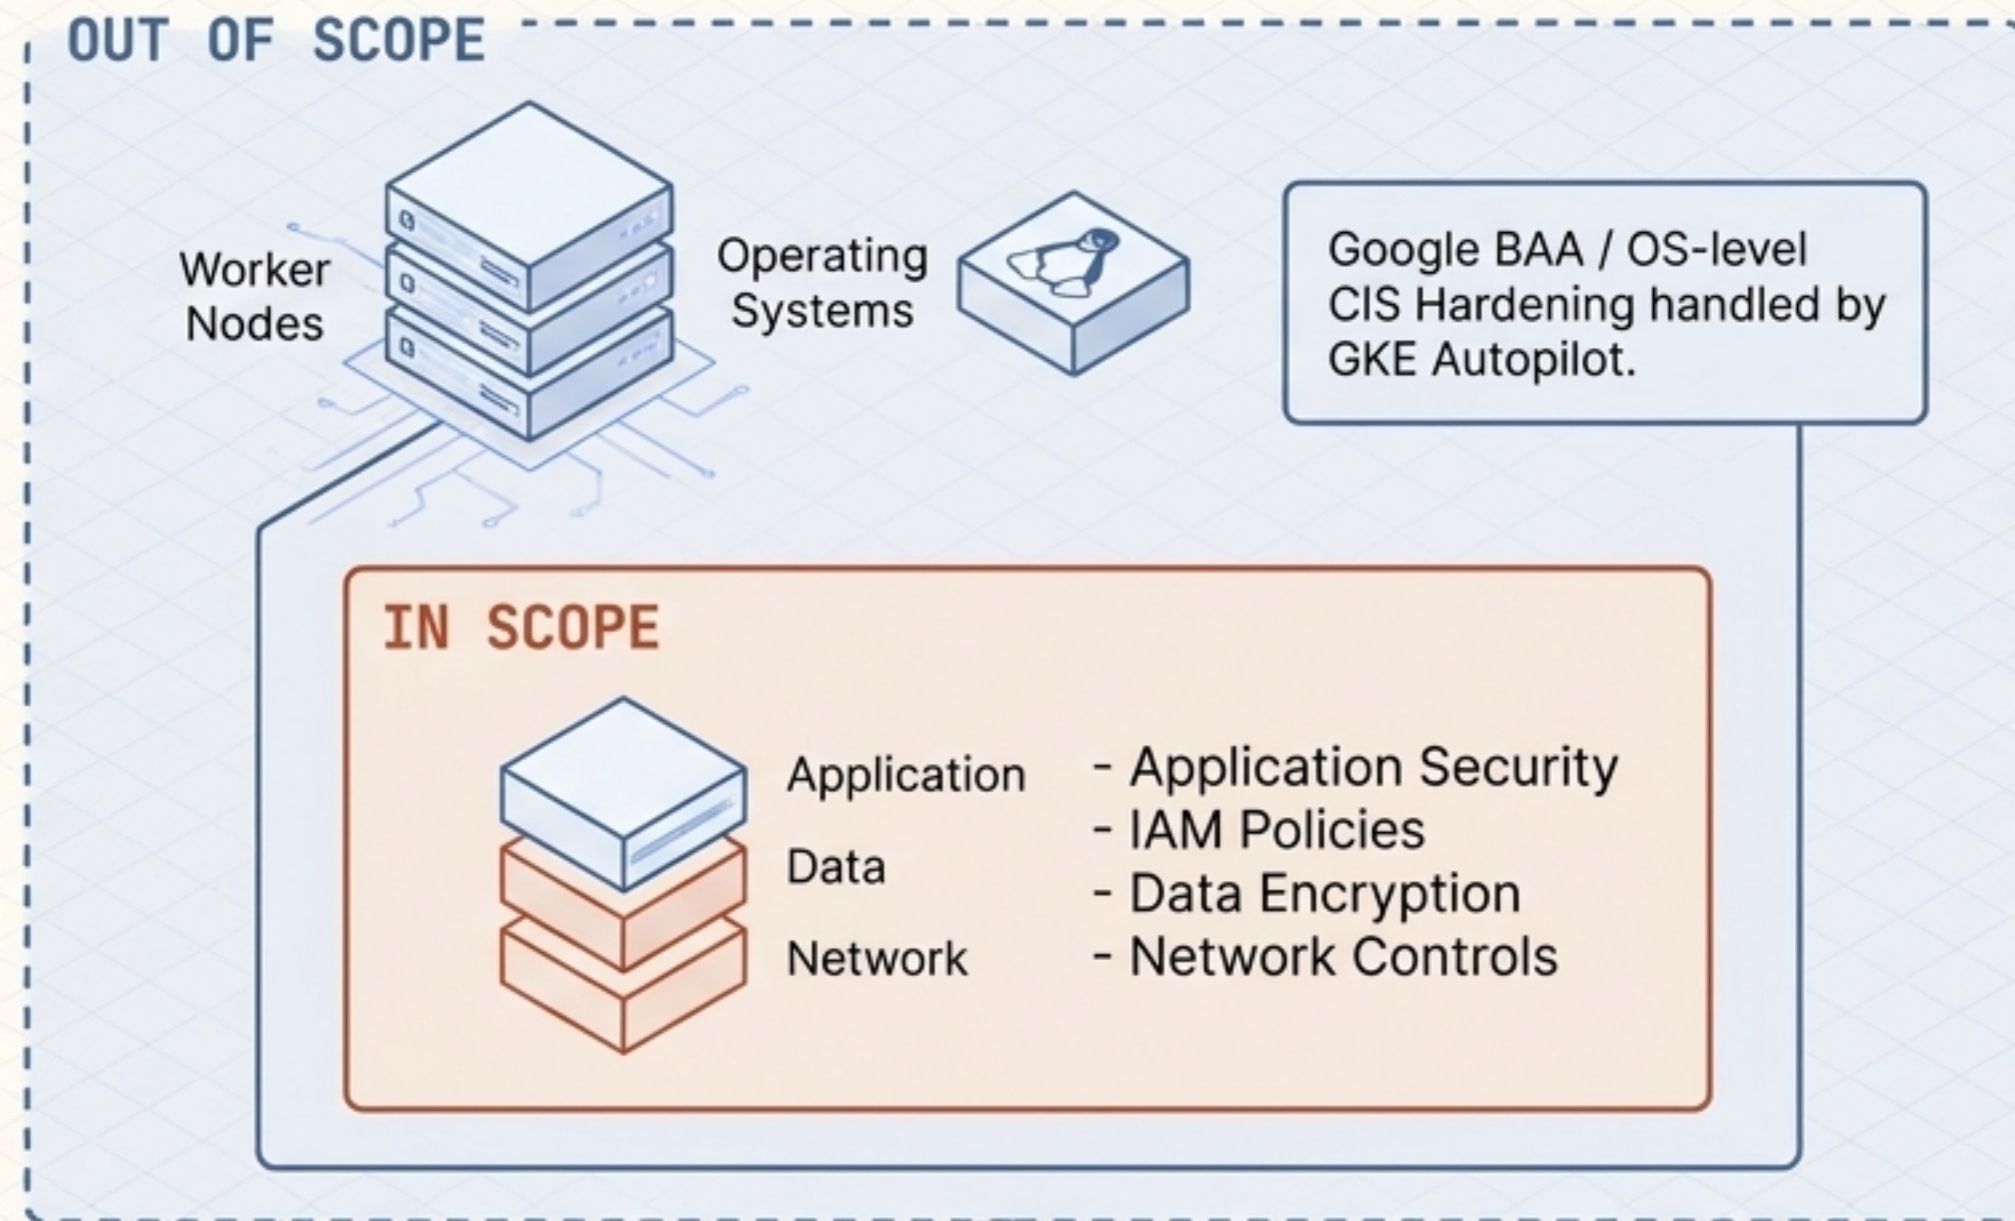 OUT OF SCOPE
Worker
Nodes
Operating
Systems
Google BAA / OS-level
CIS Hardening handled by
GKE Autopilot.
IN SCOPE
Application
Data
Network
- Application Security
- IAM Policies
- Data Encryption
- Network Controls